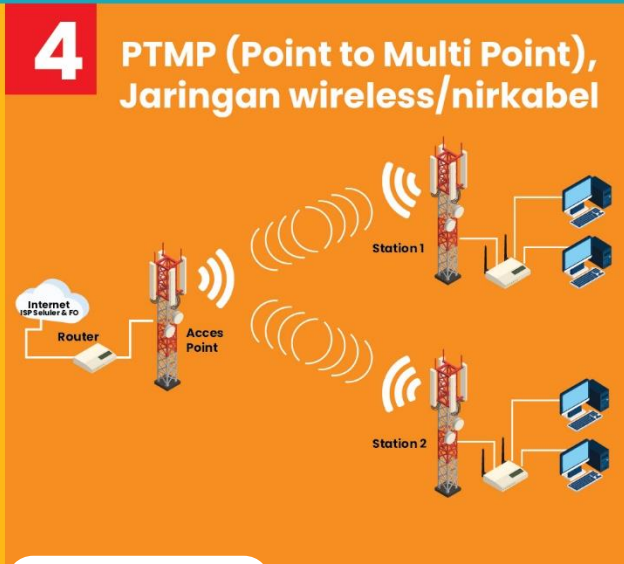 4
PTMP (Point to Multi Point),
Jaringan wireless/nirkabel
Station 1
Internet
ISP Seluler & FO
Router
Acces
Point
Station 2